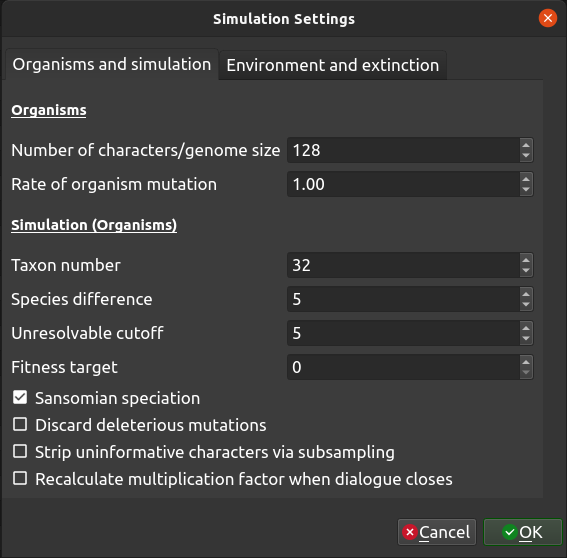 Simulation Settings
Organisms and simulation
Environment and extinction
Organisms
Number of characters/genome size 128
Rate of organism mutation 1.00
Simulation (Organisms)
Taxon number 32
Species difference 5
Unresolvable cutoff 5
Fitness target 0
Sansomian speciation
Discard deleterious mutations
Strip uninformative characters via subsampling
Recalculate multiplication factor when dialogue closes
Cancel OK